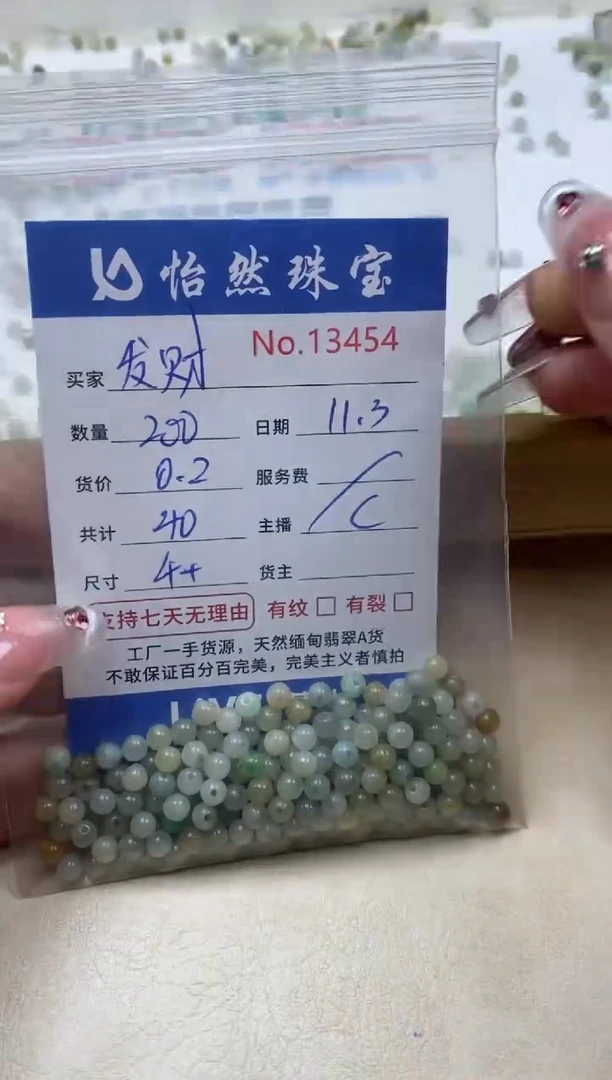 怡然珠宝
No.13454
买家 发财
数量 200 日期 11.3
货价 0.2 服务费 /
共计 40 主播 C
尺寸 4+ 货主
支持七天无理由 有纹 □ 有裂 □
工厂一手货源，天然缅甸翡翠A货
不敢保证百分百完美，完美主义者慎拍